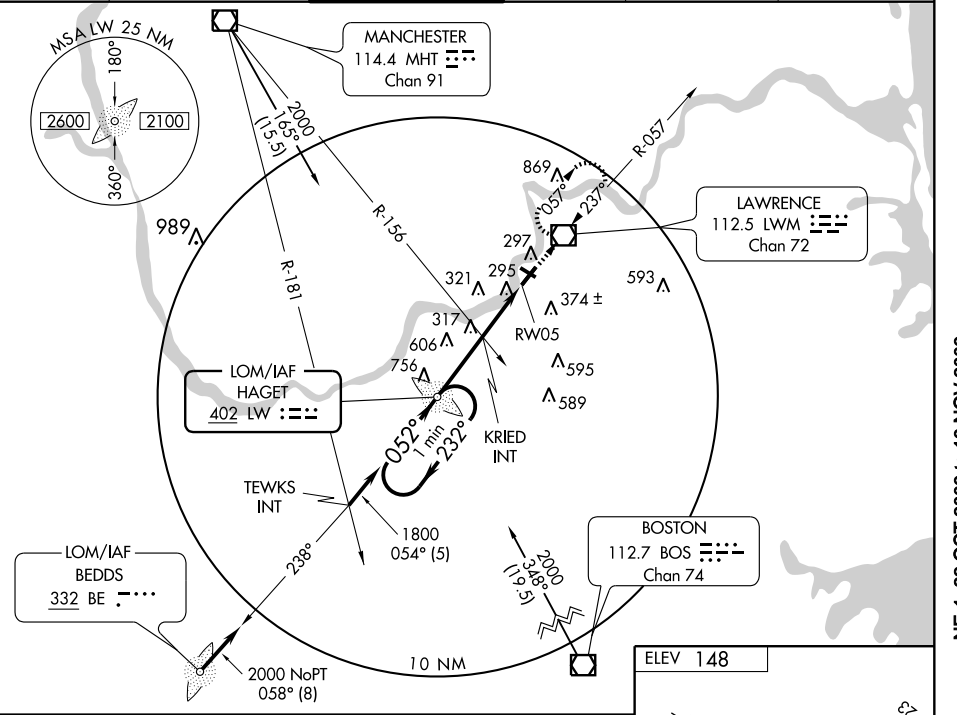 MSA LW 25 NM
180°
2600
2100
360°
MANCHESTER
114.4 MHT
Chan 91
2000
165°
(15.5)
R-156
R-181
R-057
869
057°
237°
LAWRENCE
112.5 LWM
Chan 72
989
297
295
321
593
374 ±
317
RW05
606
756
595
589
LOM/IAF
HAGET
402 LW
052°
1 min
232°
KRIED
INT
TEWKS
INT
1800
054° (5)
238°
LOM/IAF
BEDDS
332 BE
2000
348°
(19.5)
BOSTON
112.7 BOS
Chan 74
2000 NoPT
058° (8)
10 NM
ELEV 148
23